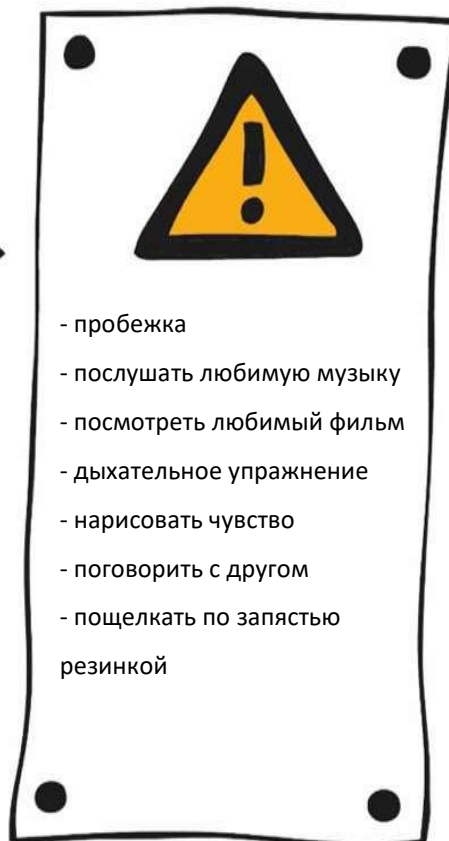 - пробежка
- послушать любимую музыку
- посмотреть любимый фильм
- дыхательное упражнение
- нарисовать чувство
- поговорить с другом
- пощелкать по запястью
резинкой